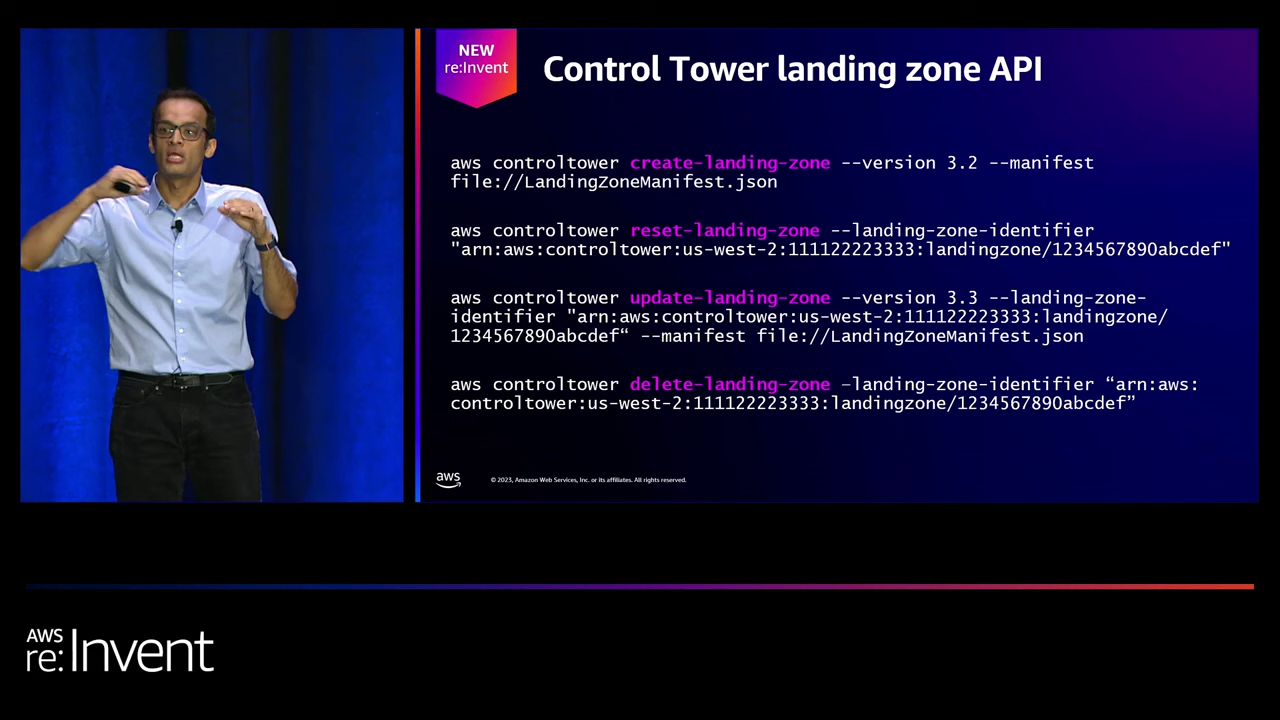 NEW
re:Invent
Control Tower landing zone API
aws controltower create-landing-zone --version 3.2 --manifest
file://LandingZoneManifest.json
aws controltower reset-landing-zone --landing-zone-identifier
"arn:aws:controltower:us-west-2:111122223333:landingzone/1234567890abcdef"
aws controltower update-landing-zone --version 3.3 --landing-zone-
identifier "arn:aws:controltower:us-west-2:111122223333:landingzone/
1234567890abcdef“ --manifest file://LandingZoneManifest.json
aws controltower delete-landing-zone –landing-zone-identifier “arn:aws:
controltower:us-west-2:111122223333:landingzone/1234567890abcdef”
aws
© 2023, Amazon Web Services, Inc. or its affiliates. All rights reserved.
AWS
re:Invent